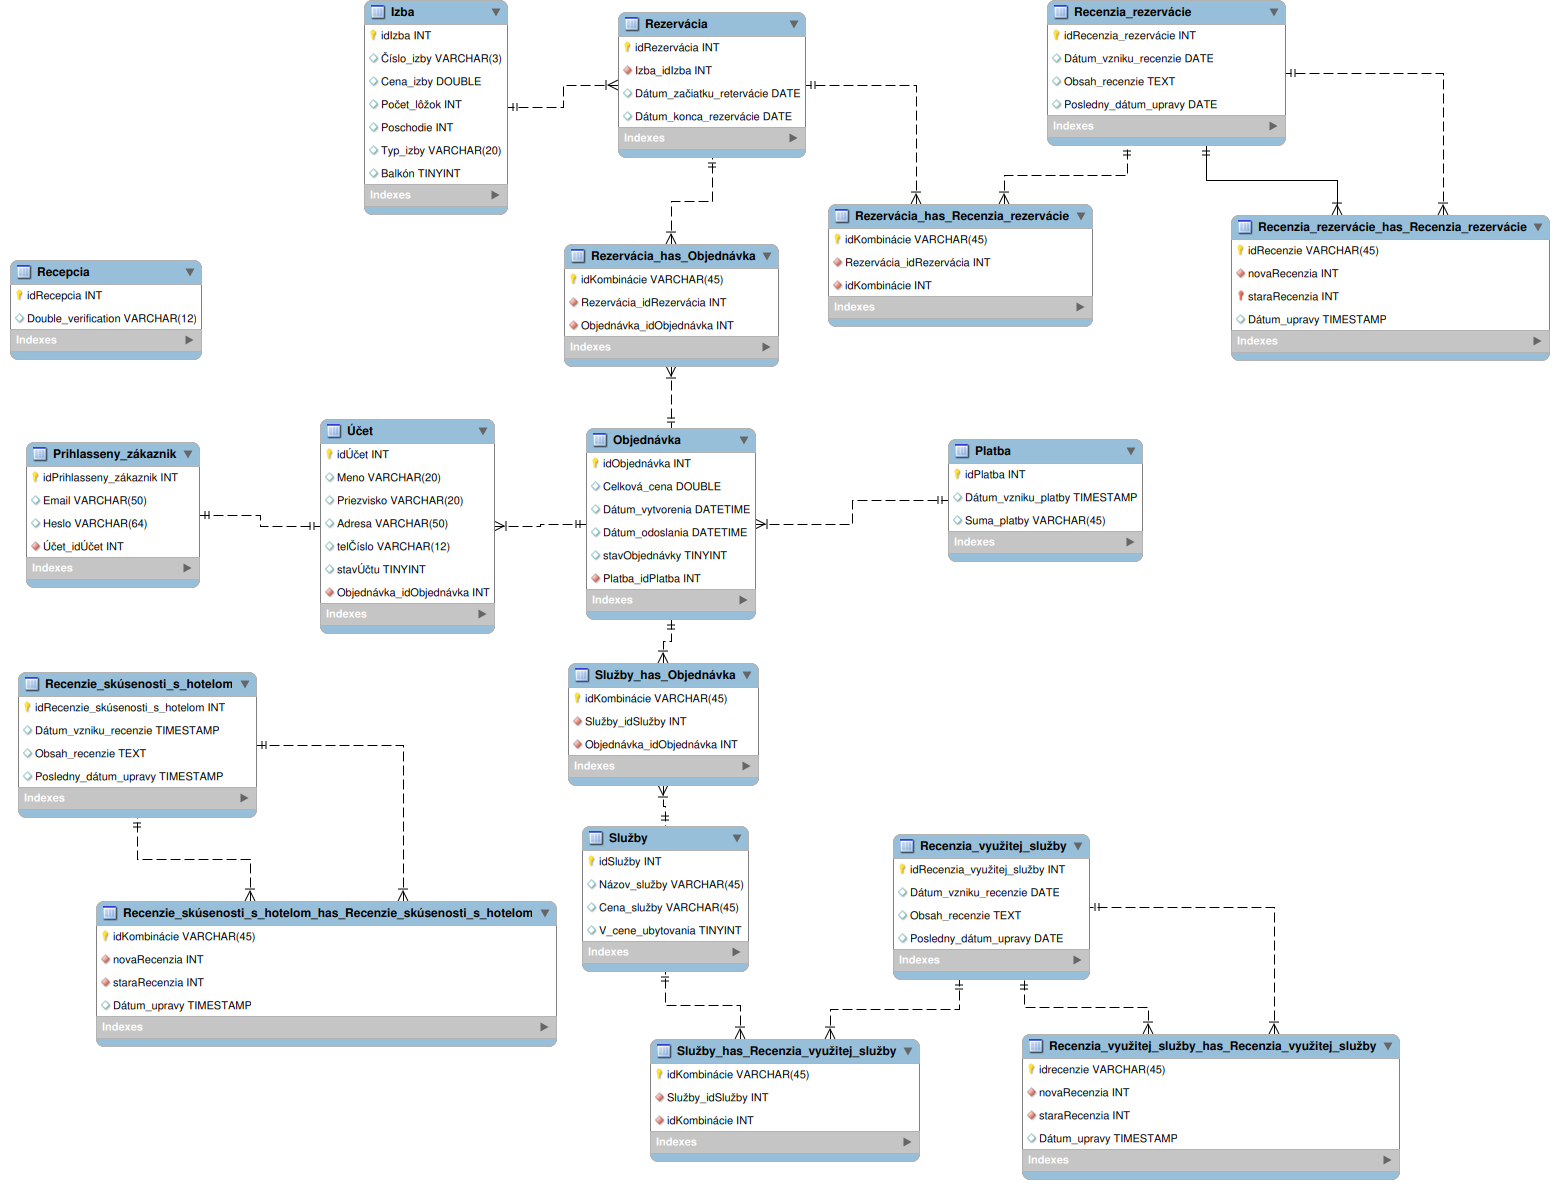 Izba
idIzba INT
Číslo_izby VARCHAR(3)
Cena_izby DOUBLE
Počet_lôžok INT
Poschodie INT
Typ_izby VARCHAR(20)
Balkón TINYINT
Indexes
Rezervácia
idRezervácia INT
Izba_idIzba INT
Dátum_začiatku_retervácie DATE
Dátum_konca_rezervácie DATE
Indexes
Recenzia_rezervácie
idRecenzia_rezervácie INT
Dátum_vzniku_recenzie DATE
Obsah_recenzie TEXT
Posledny_dátum_upravy DATE
Indexes
Rezervácia_has_Recenzia_rezervácie
idKombinácie VARCHAR(45)
Rezervácia_idRezervácia INT
idKombinácie INT
Indexes
Recenzia_rezervácie_has_Recenzia_rezervácie
idRecenzie VARCHAR(45)
novaRecenzia INT
staraRecenzia INT
Dátum_upravy TIMESTAMP
Indexes
Recepcia
idRecepcia INT
Double_verification VARCHAR(12)
Indexes
Rezervácia_has_Objednávka
idKombinácie VARCHAR(45)
Rezervácia_idRezervácia INT
Objednávka_idObjednávka INT
Indexes
Prihlasseny_zákaznik
idPrihlasseny_zákaznik INT
Email VARCHAR(50)
Heslo VARCHAR(64)
Účet_idÚčet INT
Indexes
Účet
idÚčet INT
Meno VARCHAR(20)
Priezvisko VARCHAR(20)
Adresa VARCHAR(50)
telČíslo VARCHAR(12)
stavÚčtu TINYINT
Objednávka_idObjednávka INT
Indexes
Objednávka
idObjednávka INT
Celková_cena DOUBLE
Dátum_vytvorenia DATETIME
Dátum_odoslania DATETIME
stavObjednávky TINYINT
Platba_idPlatba INT
Indexes
Platba
idPlatba INT
Dátum_vzniku_platby TIMESTAMP
Suma_platby VARCHAR(45)
Indexes
Recenzie_skúsenosti_s_hotelom
idRecenzie_skúsenosti_s_hotelom INT
Dátum_vzniku_recenzie TIMESTAMP
Obsah_recenzie TEXT
Posledny_dátum_upravy TIMESTAMP
Indexes
Služby_has_Objednávka
idKombinácie VARCHAR(45)
Služby_idSlužby INT
Objednávka_idObjednávka INT
Indexes
Služby
idSlužby INT
Názov_služby VARCHAR(45)
Cena_služby VARCHAR(45)
V_cene_ubytovania TINYINT
Indexes
Recenzia_využitej_služby
idRecenzia_využitej_služby INT
Dátum_vzniku_recenzie DATE
Obsah_recenzie TEXT
Posledny_dátum_upravy DATE
Indexes
Recenzie_skúsenosti_s_hotelom_has_Recenzie_skúsenosti_s_hotelom
idKombinácie VARCHAR(45)
novaRecenzia INT
staraRecenzia INT
Dátum_upravy TIMESTAMP
Indexes
Služby_has_Recenzia_využitej_služby
idKombinácie VARCHAR(45)
Služby_idSlužby INT
idKombinácie INT
Indexes
Recenzia_využitej_služby_has_Recenzia_využitej_služby
idrecenzie VARCHAR(45)
novaRecenzia INT
staraRecenzia INT
Dátum_upravy TIMESTAMP
Indexes